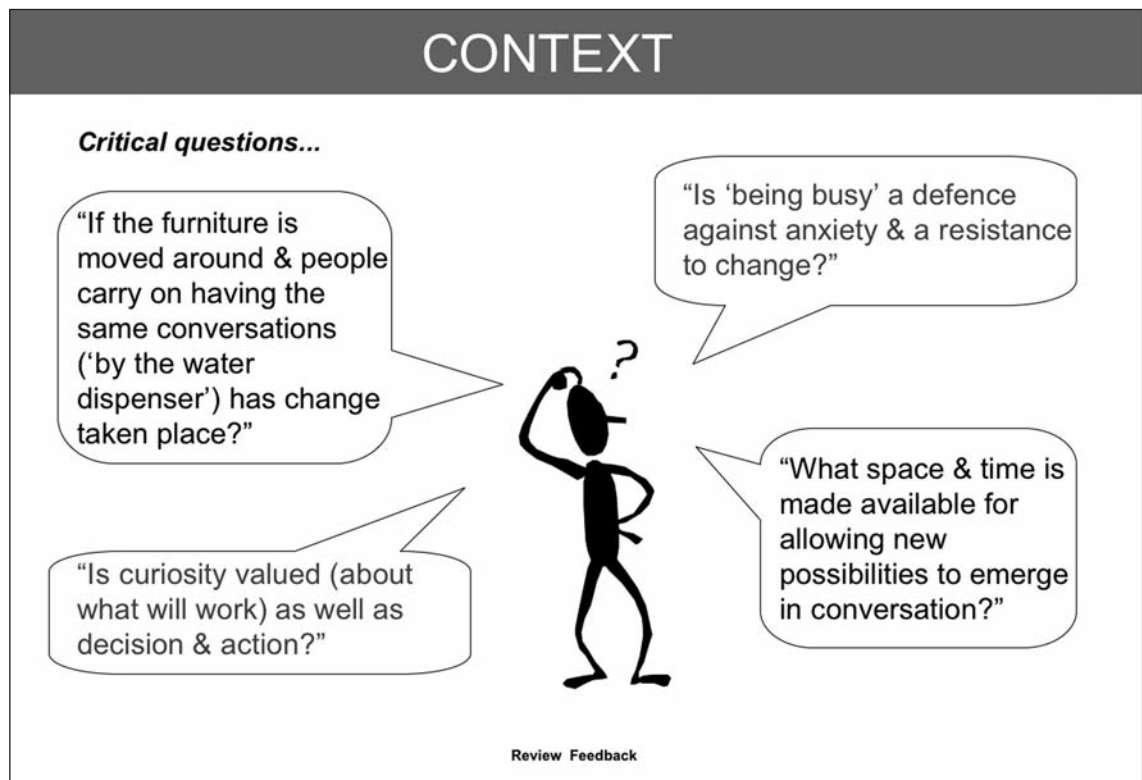 CONTEXT
Critical questions...
“If the furniture is
moved around & people
carry on having the
same conversations
(‘by the water
dispenser’) has change
taken place?”
“Is ‘being busy’ a defence
against anxiety & a resistance
to change?”
?
“Is curiosity valued (about
what will work) as well as
decision & action?”
“What space & time is
made available for
allowing new
possibilities to emerge
in conversation?”
Review Feedback